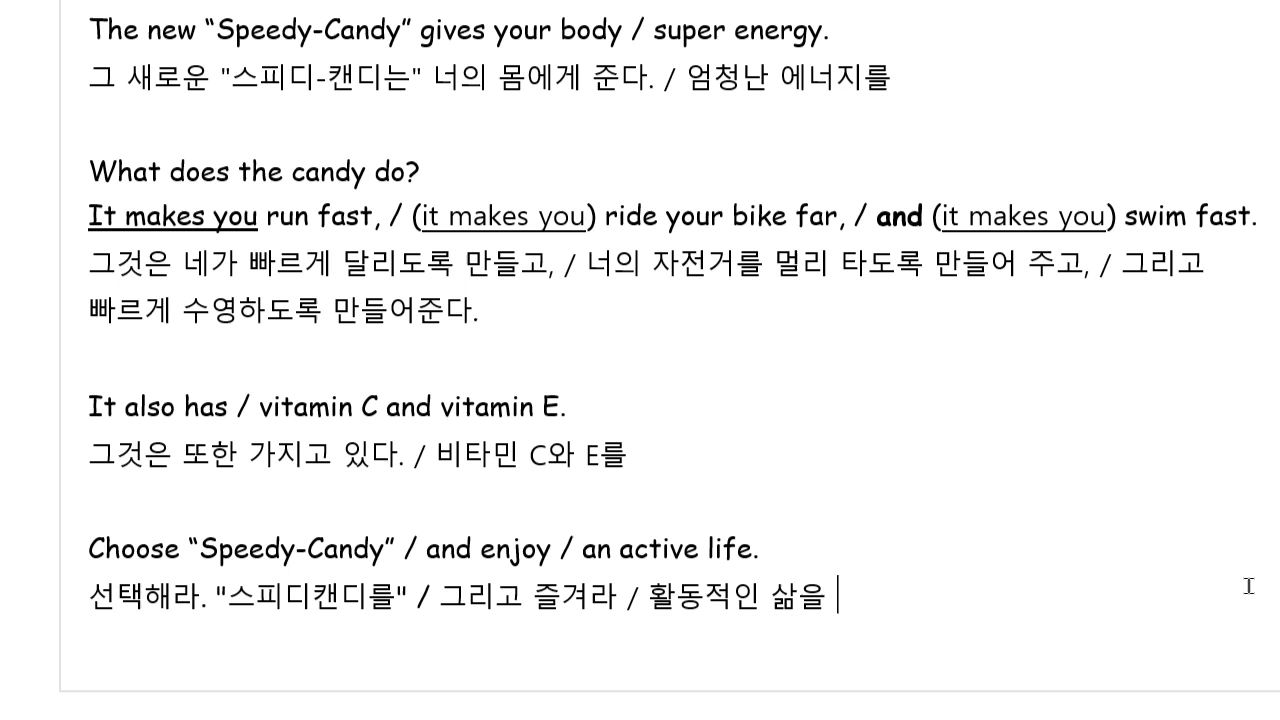 The new “Speedy-Candy” gives your body / super energy.
그 새로운 "스피디-캔디는" 너의 몸에게 준다. / 엄청난 에너지를
What does the candy do?
It makes you run fast, / (it makes you) ride your bike far, / and (it makes you) swim fast.
그것은 네가 빠르게 달리도록 만들고, / 너의 자전거를 멀리 타도록 만들어 주고, / 그리고
빠르게 수영하도록 만들어준다.
It also has / vitamin C and vitamin E.
그것은 또한 가지고 있다. / 비타민 C와 E를
Choose “Speedy-Candy” / and enjoy / an active life.
선택해라. "스피디캔디를" / 그리고 즐겨라 / 활동적인 삶을